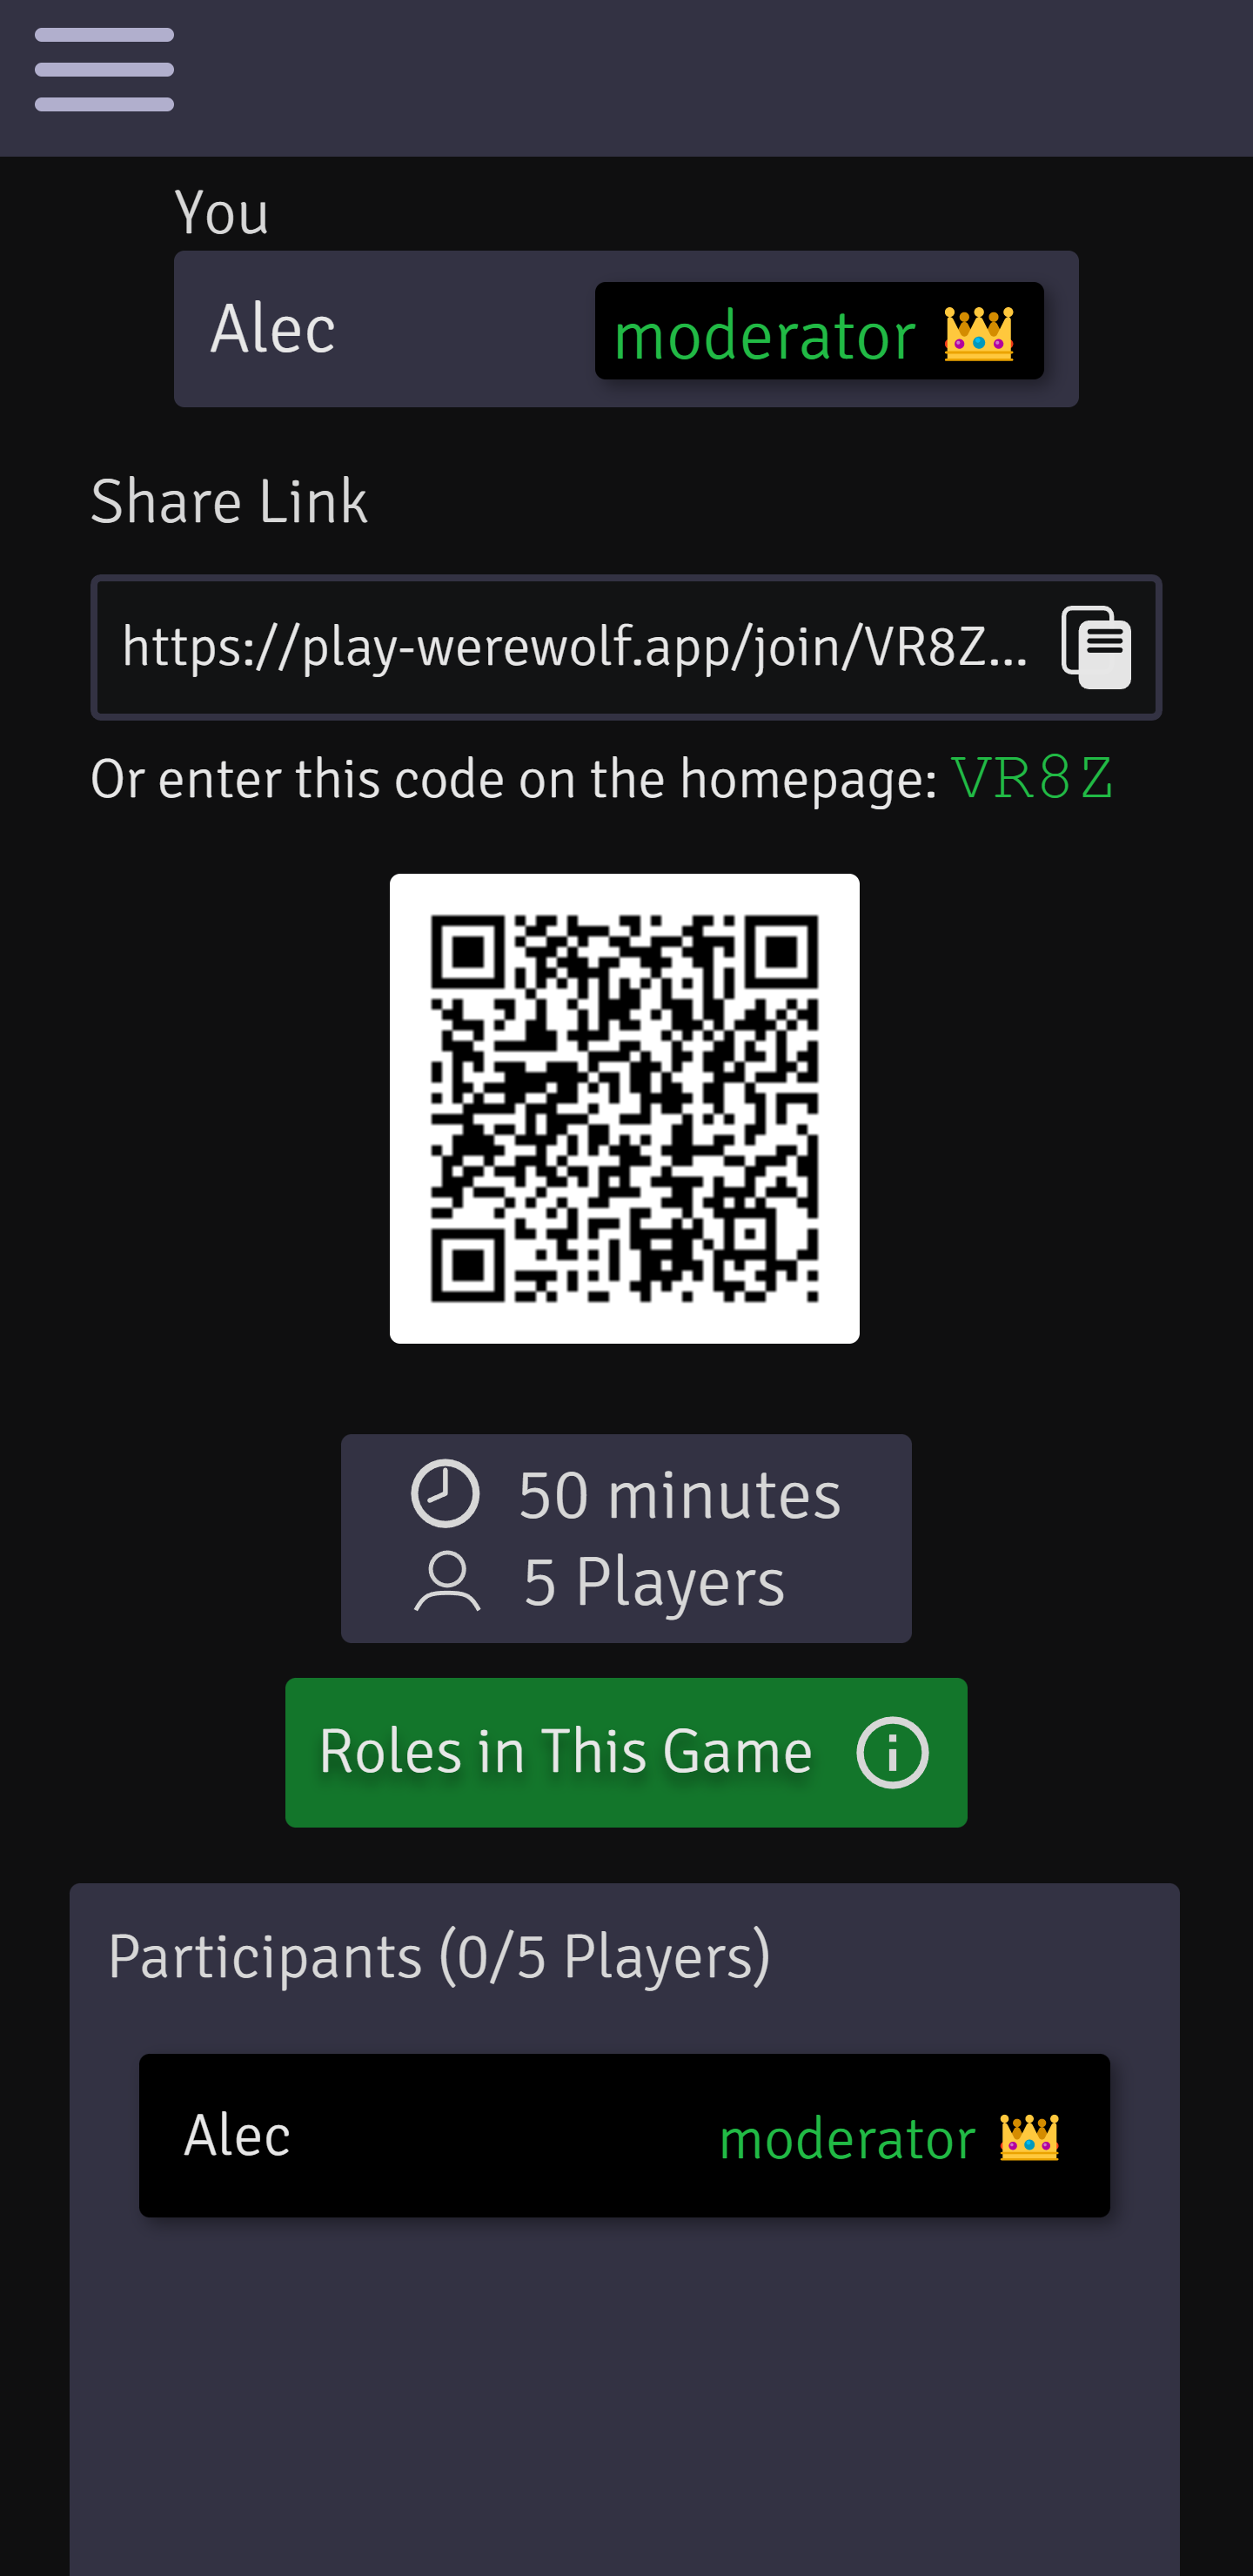 You
Alec
moderator 👑
Share Link
https://play-werewolf.app/join/VR8Z...
Or enter this code on the homepage: VR8Z
50 minutes
5 Players
Roles in This Game
Participants (0/5 Players)
Alec
moderator 👑